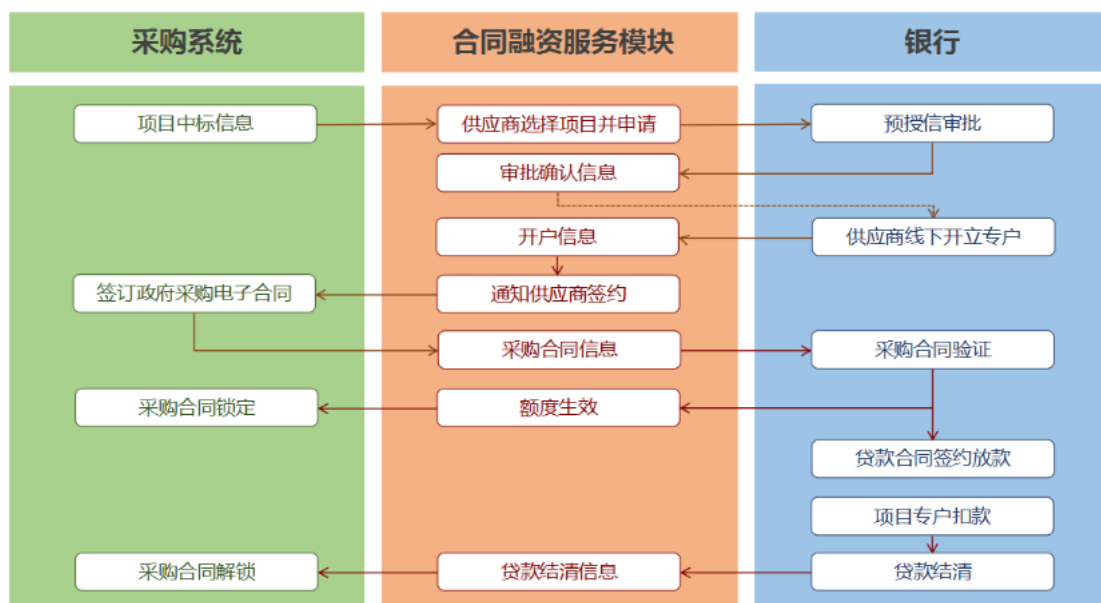 采购系统
合同融资服务模块
银行
项目中标信息
供应商选择项目并申请
预授信审批
审批确认信息
开户信息
供应商线下开立专户
签订政府采购电子合同
通知供应商签约
采购合同信息
采购合同验证
采购合同锁定
额度生效
贷款合同签约放款
项目专户扣款
采购合同解锁
贷款结清信息
贷款结清